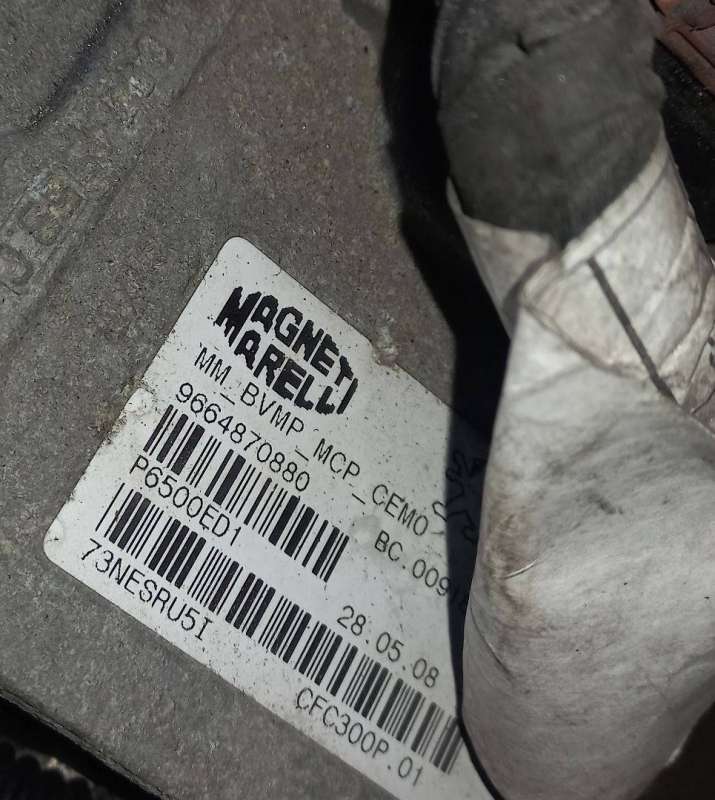 MAGNETI
MARELLI
MM_BVMP_MCP_CEMO
9664870880
BC.0091
P6500ED1
28.05.08
73NESRU5I
CFC300P.01